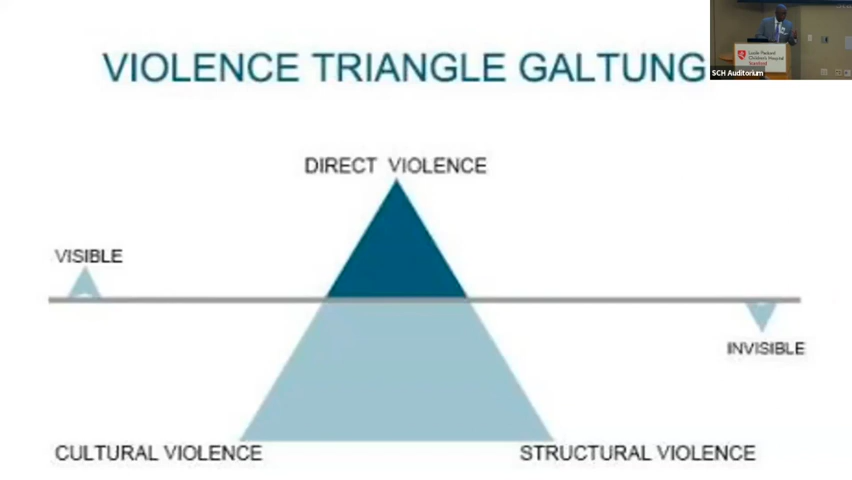 VIOLENCE TRIANGLE GALTUNG
SCH Auditorium
DIRECT VIOLENCE
VISIBLE
INVISIBLE
CULTURAL VIOLENCE
STRUCTURAL VIOLENCE